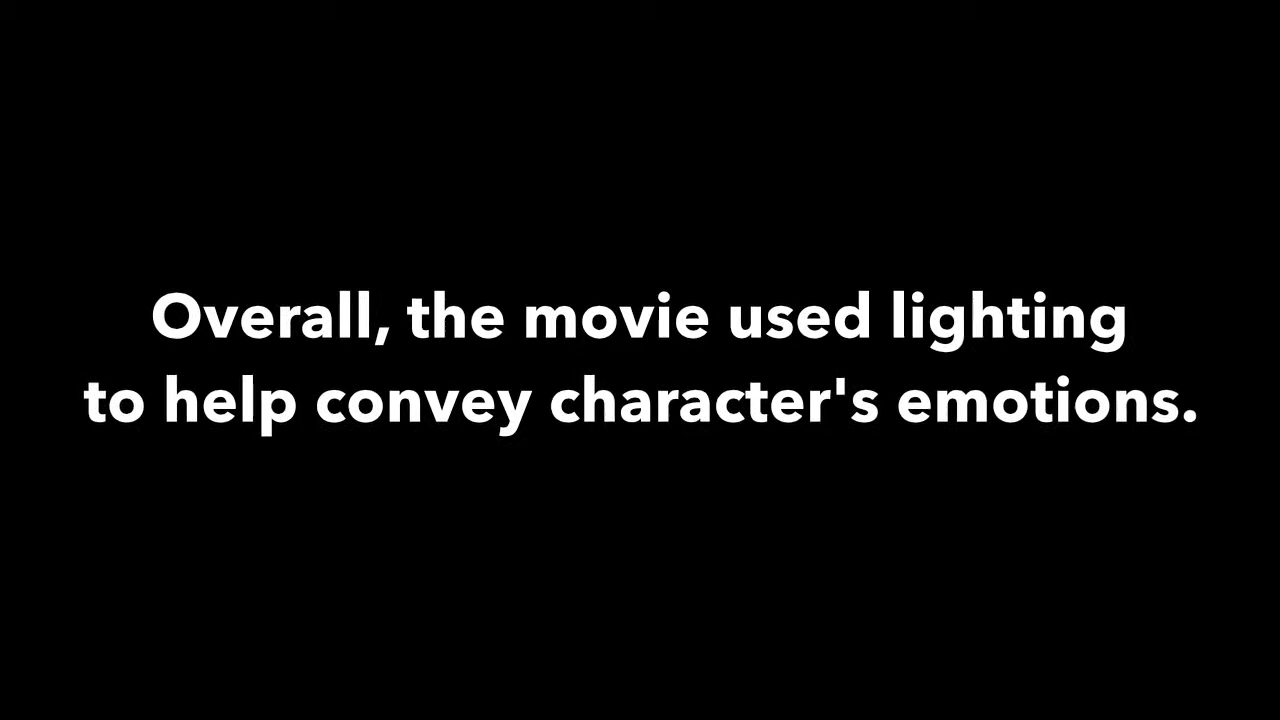 Overall, the movie used lighting
to help convey character's emotions.